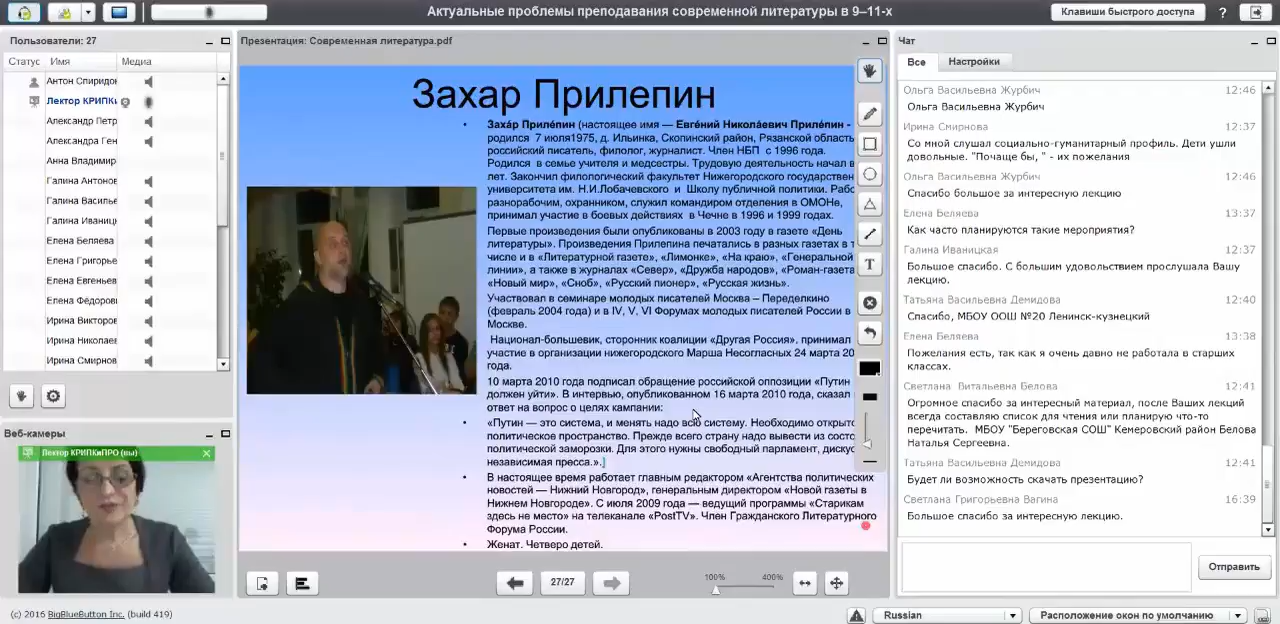 Актуальные проблемы преподавания современной литературы в 9–11-х
Клавиши быстрого доступа
?
Пользователи: 27
Статус Имя Медиа
Антон Спиридон
Лектор КРИПКи
Александр Петр
Александра Ген
Анна Владимир
Галина Антонов
Галина Василье
Галина Иваниц
Елена Беляева
Елена Григорье
Елена Евгеньев
Елена Фёдоров
Ирина Викторов
Ирина Николае
Ирина Смирнов
Веб-камеры
Лектор КРИПКиПРО (вы)
Презентация: Современная литература.pdf
Захар Прилепин
• Заха́р Приле́пин (настоящее имя — Евге́ний Никола́евич Приле́пин -
родился 7 июля1975, д. Ильинка, Скопинский район, Рязанской область
российский писатель, филолог, журналист. Член НБП с 1996 года.
Родился в семье учителя и медсестры. Трудовую деятельность начал в
лет. Закончил филологический факультет Нижегородского государствен
университета им. Н.И.Лобачевского и Школу публичной политики. Рабо
разнорабочим, охранником, служил командиром отделения в ОМОНе,
принимал участие в боевых действиях в Чечне в 1996 и 1999 годах.
Первые произведения были опубликованы в 2003 году в газете «День
литературы». Произведения Прилепина печатались в разных газетах в т
числе и в «Литературной газете», «Лимонке», «На краю», «Генеральной
линии», а также в журналах «Север», «Дружба народов», «Роман-газета
«Новый мир», «Сноб», «Русский пионер», «Русская жизнь».
Участвовал в семинаре молодых писателей Москва – Переделкино
(февраль 2004 года) и в IV, V, VI Форумах молодых писателей России в
Москве.
Национал-большевик, сторонник коалиции «Другая Россия», принимал
участие в организации нижегородского Марша Несогласных 24 марта 20
года.
10 марта 2010 года подписал обращение российской оппозиции «Путин
должен уйти». В интервью, опубликованном 16 марта 2010 года, сказал
ответ на вопрос о целях кампании:
• «Путин — это система, и менять надо всю систему. Необходимо открыто
политическое пространство. Прежде всего страну надо вывести из состо
политической заморозки. Для этого нужны свободный парламент, дискус
независимая пресса.».]
• В настоящее время работает главным редактором «Агентства политических
новостей — Нижний Новгород», генеральным директором «Новой газеты в
Нижнем Новгороде». С июля 2009 года — ведущий программы «Старикам
здесь не место» на телеканале «PostTV». Член Гражданского Литературного
Форума России.
• Женат. Четверо детей.
T
27/27
100% 400%
Чат
Все Настройки
Ольга Васильевна Журбич 12:46
Ольга Васильевна Журбич
Ирина Смирнова 12:37
Со мной слушал социально-гуманитарный профиль. Дети ушли
довольные. "Почаще бы, " - их пожелания
Ольга Васильевна Журбич 12:46
Спасибо большое за интересную лекцию
Елена Беляева 13:37
Как часто планируются такие мероприятия?
Галина Иваницкая 12:37
Большое спасибо. С большим удовольствием прослушала Вашу
лекцию.
Татьяна Васильевна Демидова 12:40
Спасибо, МБОУ ООШ №20 Ленинск-кузнецкий
Елена Беляева 13:38
Пожелания есть, так как я очень давно не работала в старших
классах.
Светлана Витальевна Белова 12:41
Огромное спасибо за интересный материал, после Ваших лекций
всегда составляю список для чтения или планирую что-то
перечитать. МБОУ "Береговская СОШ" Кемеровский район Белова
Наталья Сергеевна.
Татьяна Васильевна Демидова 12:41
Будет ли возможность скачать презентацию?
Светлана Григорьевна Вагина 16:39
Большое спасибо за интересную лекцию.
Отправить
(c) 2016 BigBlueButton Inc. (build 419)
Russian
Расположение окон по умолчанию